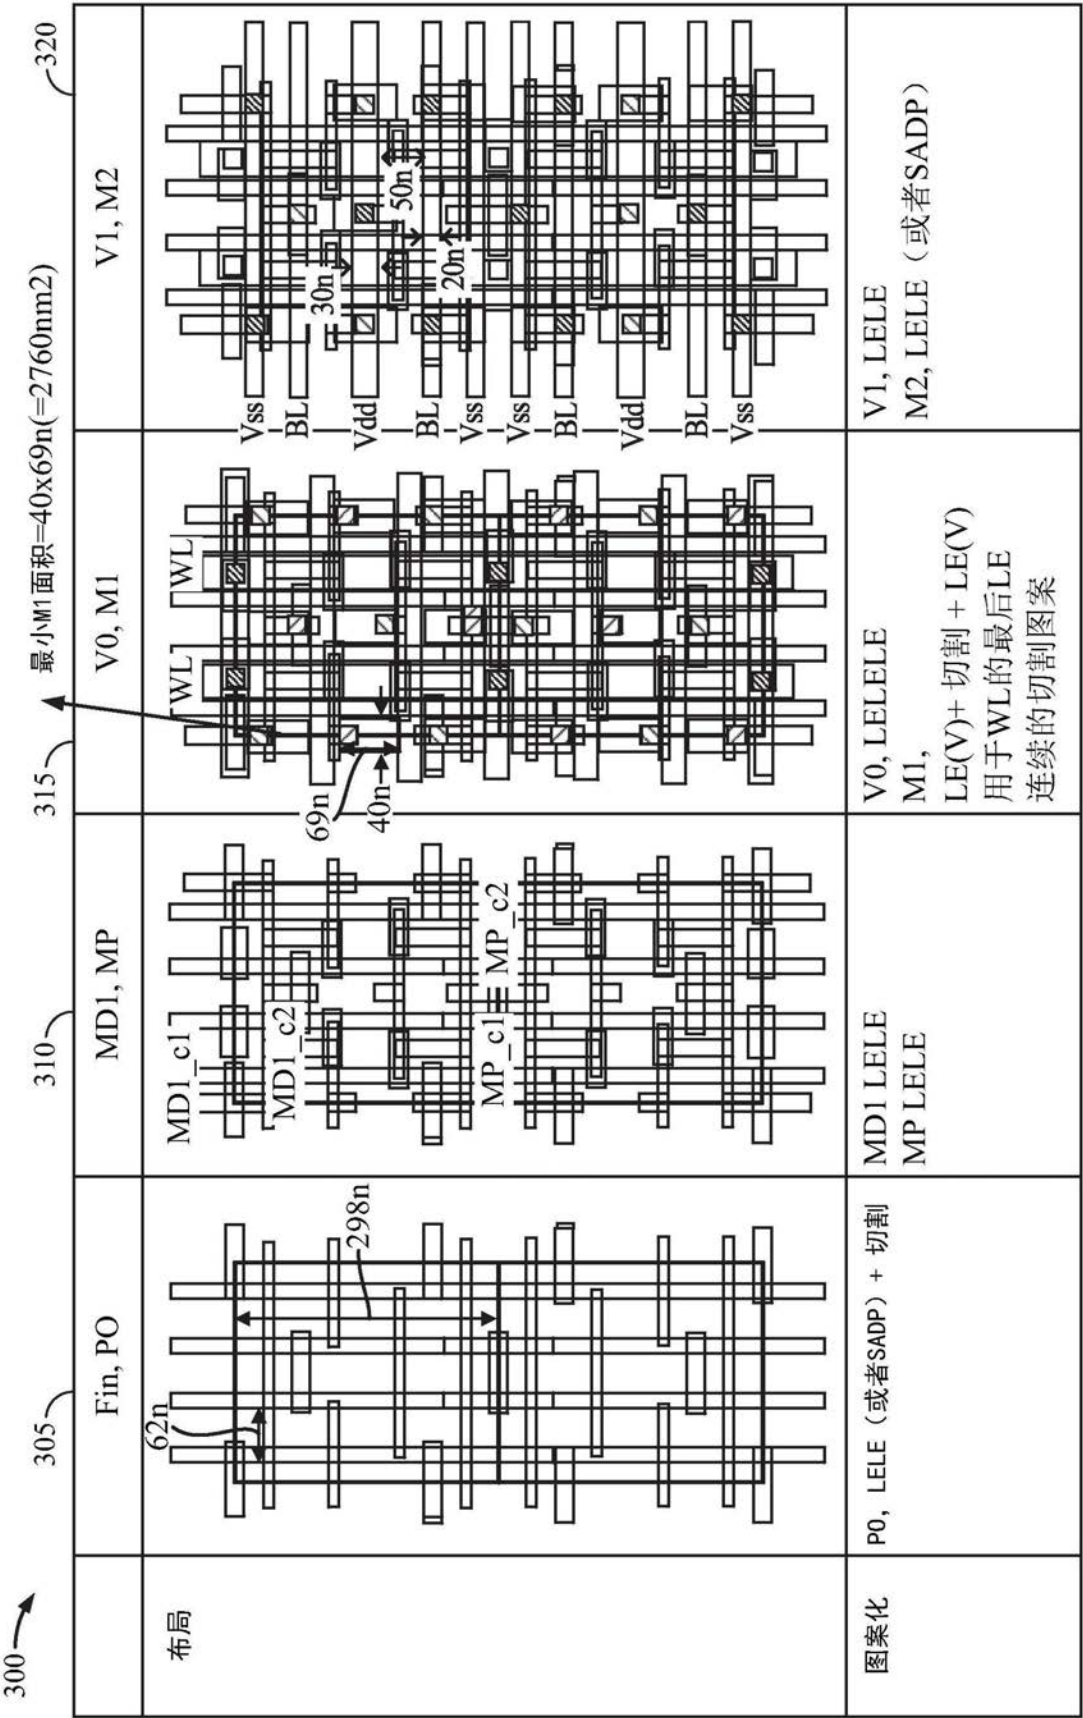 300
305
310
315
320
最小M1面积=40x69n(=2760nm2)
Fin, PO
MD1, MP
V0, M1
V1, M2
布局
62n
298n
MD1_c1
MD1_c2
MP_c1
MP_c2
WL
WL
69n
40n
Vss
BL
Vdd
BL
Vss
Vss
BL
Vdd
BL
Vss
30n
50n
20n
图案化
PO, LELE (或者SADP) + 切割
MD1 LELE
MP LELE
V0, LELELE
M1,
LE(V)+ 切割 + LE(V)
用于WL的最后LE
连续的切割图案
V1, LELE
M2, LELE (或者SADP)